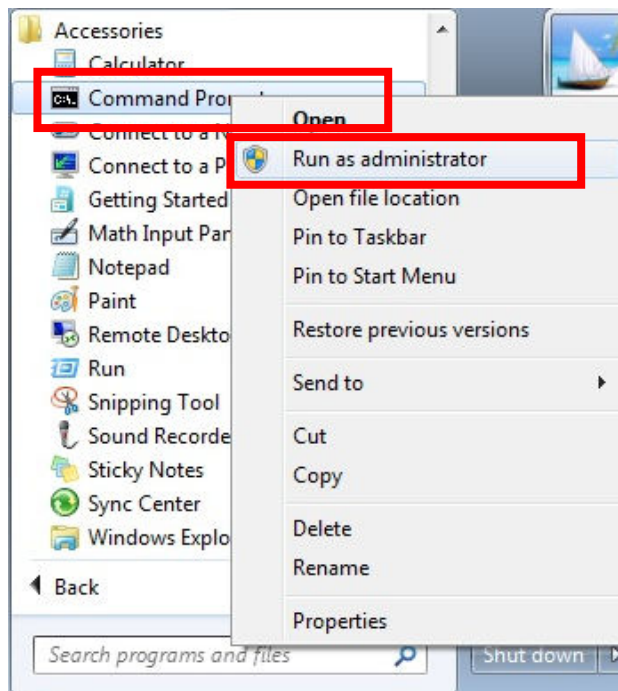 Accessories
Calculator
Command Prompt
Open
Connect to a N
Run as administrator
Connect to a P
Getting Started
Open file location
Math Input Par
Pin to Taskbar
Notepad
Pin to Start Menu
Paint
Remote Deskto
Restore previous versions
Run
Send to
Snipping Tool
Sound Recorde
Cut
Sticky Notes
Copy
Sync Center
Delete
Windows Explo
Rename
Back
Properties
Search programs and files
Shut down